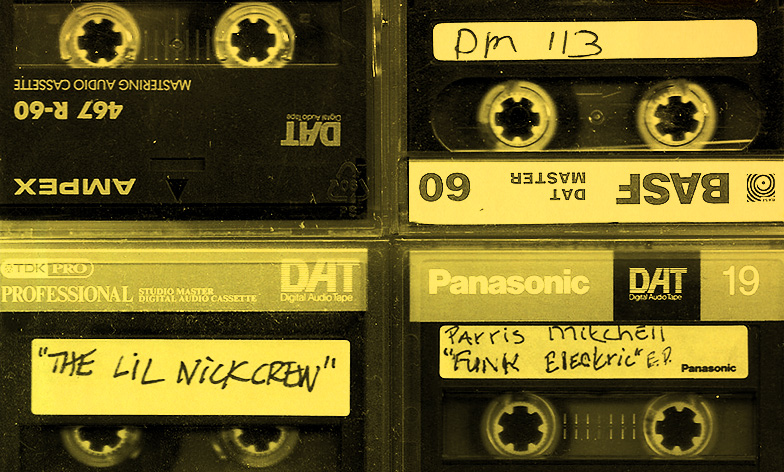 MASTERING AUDIO CASSETTE
467 R-60
DAT
Digital Audio Tape
AMPEX
Dm 113
60
DAT
MASTER
BASF
BASF
TDK PRO
PROFESSIONAL
STUDIO MASTER
DIGITAL AUDIO CASSETTE
DAT
Digital Audio Tape
"THE LiL NiCKCREW"
Panasonic
DAT
Digital Audio Tape
19
Parris Mitchell
"FUNK Electric" E.P.
Panasonic